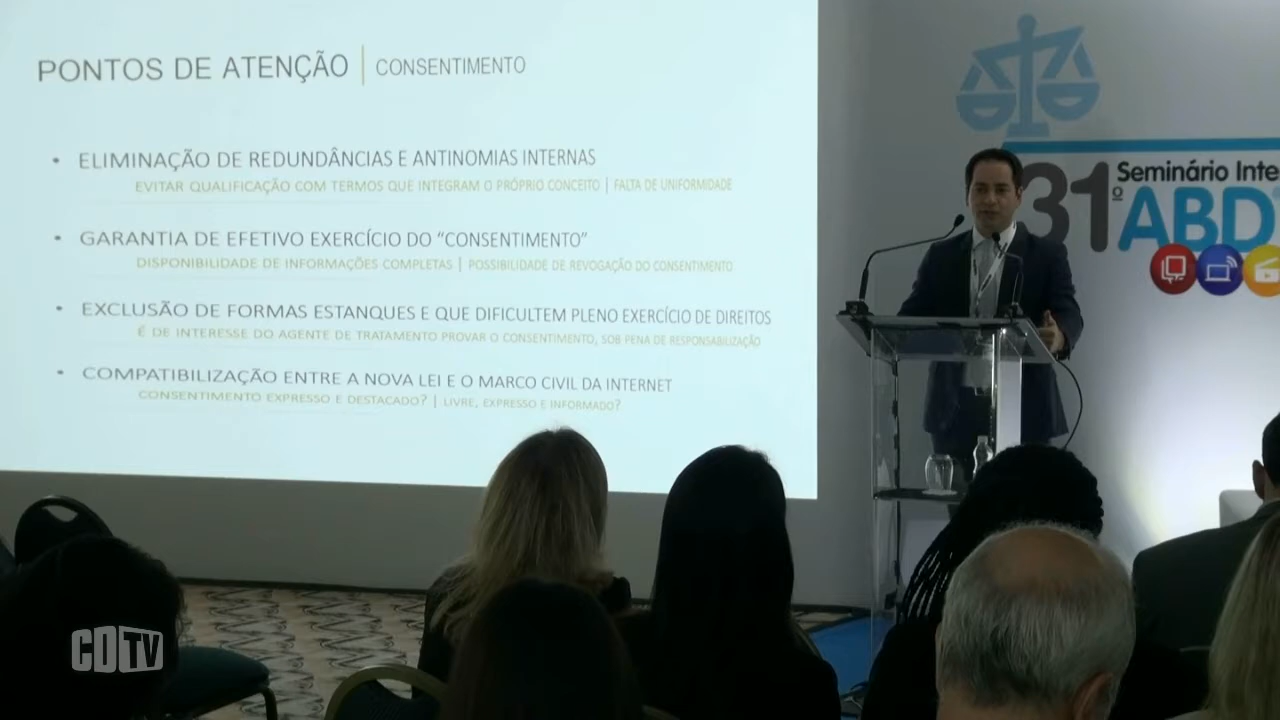 PONTOS DE ATENÇÃO | CONSENTIMENTO
• ELIMINAÇÃO DE REDUNDÂNCIAS E ANTINOMIAS INTERNAS
EVITAR QUALIFICAÇÃO COM TERMOS QUE INTEGRAM O PRÓPRIO CONCEITO | FALTA DE UNIFORMIDADE
• GARANTIA DE EFETIVO EXERCÍCIO DO “CONSENTIMENTO”
DISPONIBILIDADE DE INFORMAÇÕES COMPLETAS | POSSIBILIDADE DE REVOGAÇÃO DO CONSENTIMENTO
• EXCLUSÃO DE FORMAS ESTANQUES E QUE DIFICULTEM PLENO EXERCÍCIO DE DIREITOS
É DE INTERESSE DO AGENTE DE TRATAMENTO PROVAR O CONSENTIMENTO, SOB PENA DE RESPONSABILIZAÇÃO
• COMPATIBILIZAÇÃO ENTRE A NOVA LEI E O MARCO CIVIL DA INTERNET
CONSENTIMENTO EXPRESSO E DESTACADO? | LIVRE, EXPRESSO E INFORMADO?
31º Seminário Inte
ABD
CDTV